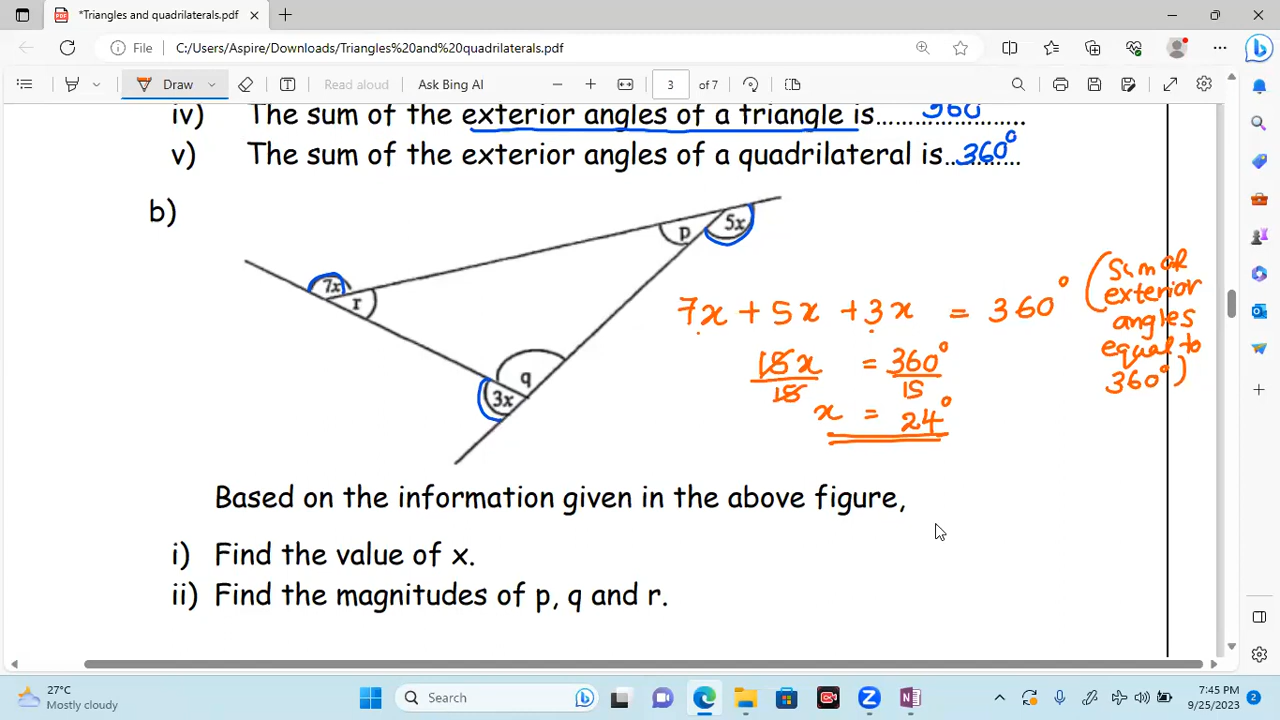 *Triangles and quadrilaterals.pdf
File C:/Users/Aspire/Downloads/Triangles%20and%20quadrilaterals.pdf
Draw Read aloud Ask Bing AI 3 of 7
iv) The sum of the exterior angles of a triangle is.....360.....
v) The sum of the exterior angles of a quadrilateral is..360°...
b)
5x
p
7x
r
q
3x
7x + 5x + 3x = 360° (Sum of
exterior
angles
equal to
360°)
15x = 360°
15 15
x = 24°
Based on the information given in the above figure,
i) Find the value of x.
ii) Find the magnitudes of p, q and r.
27°C
Mostly cloudy
Search
7:45 PM
9/25/2023
2